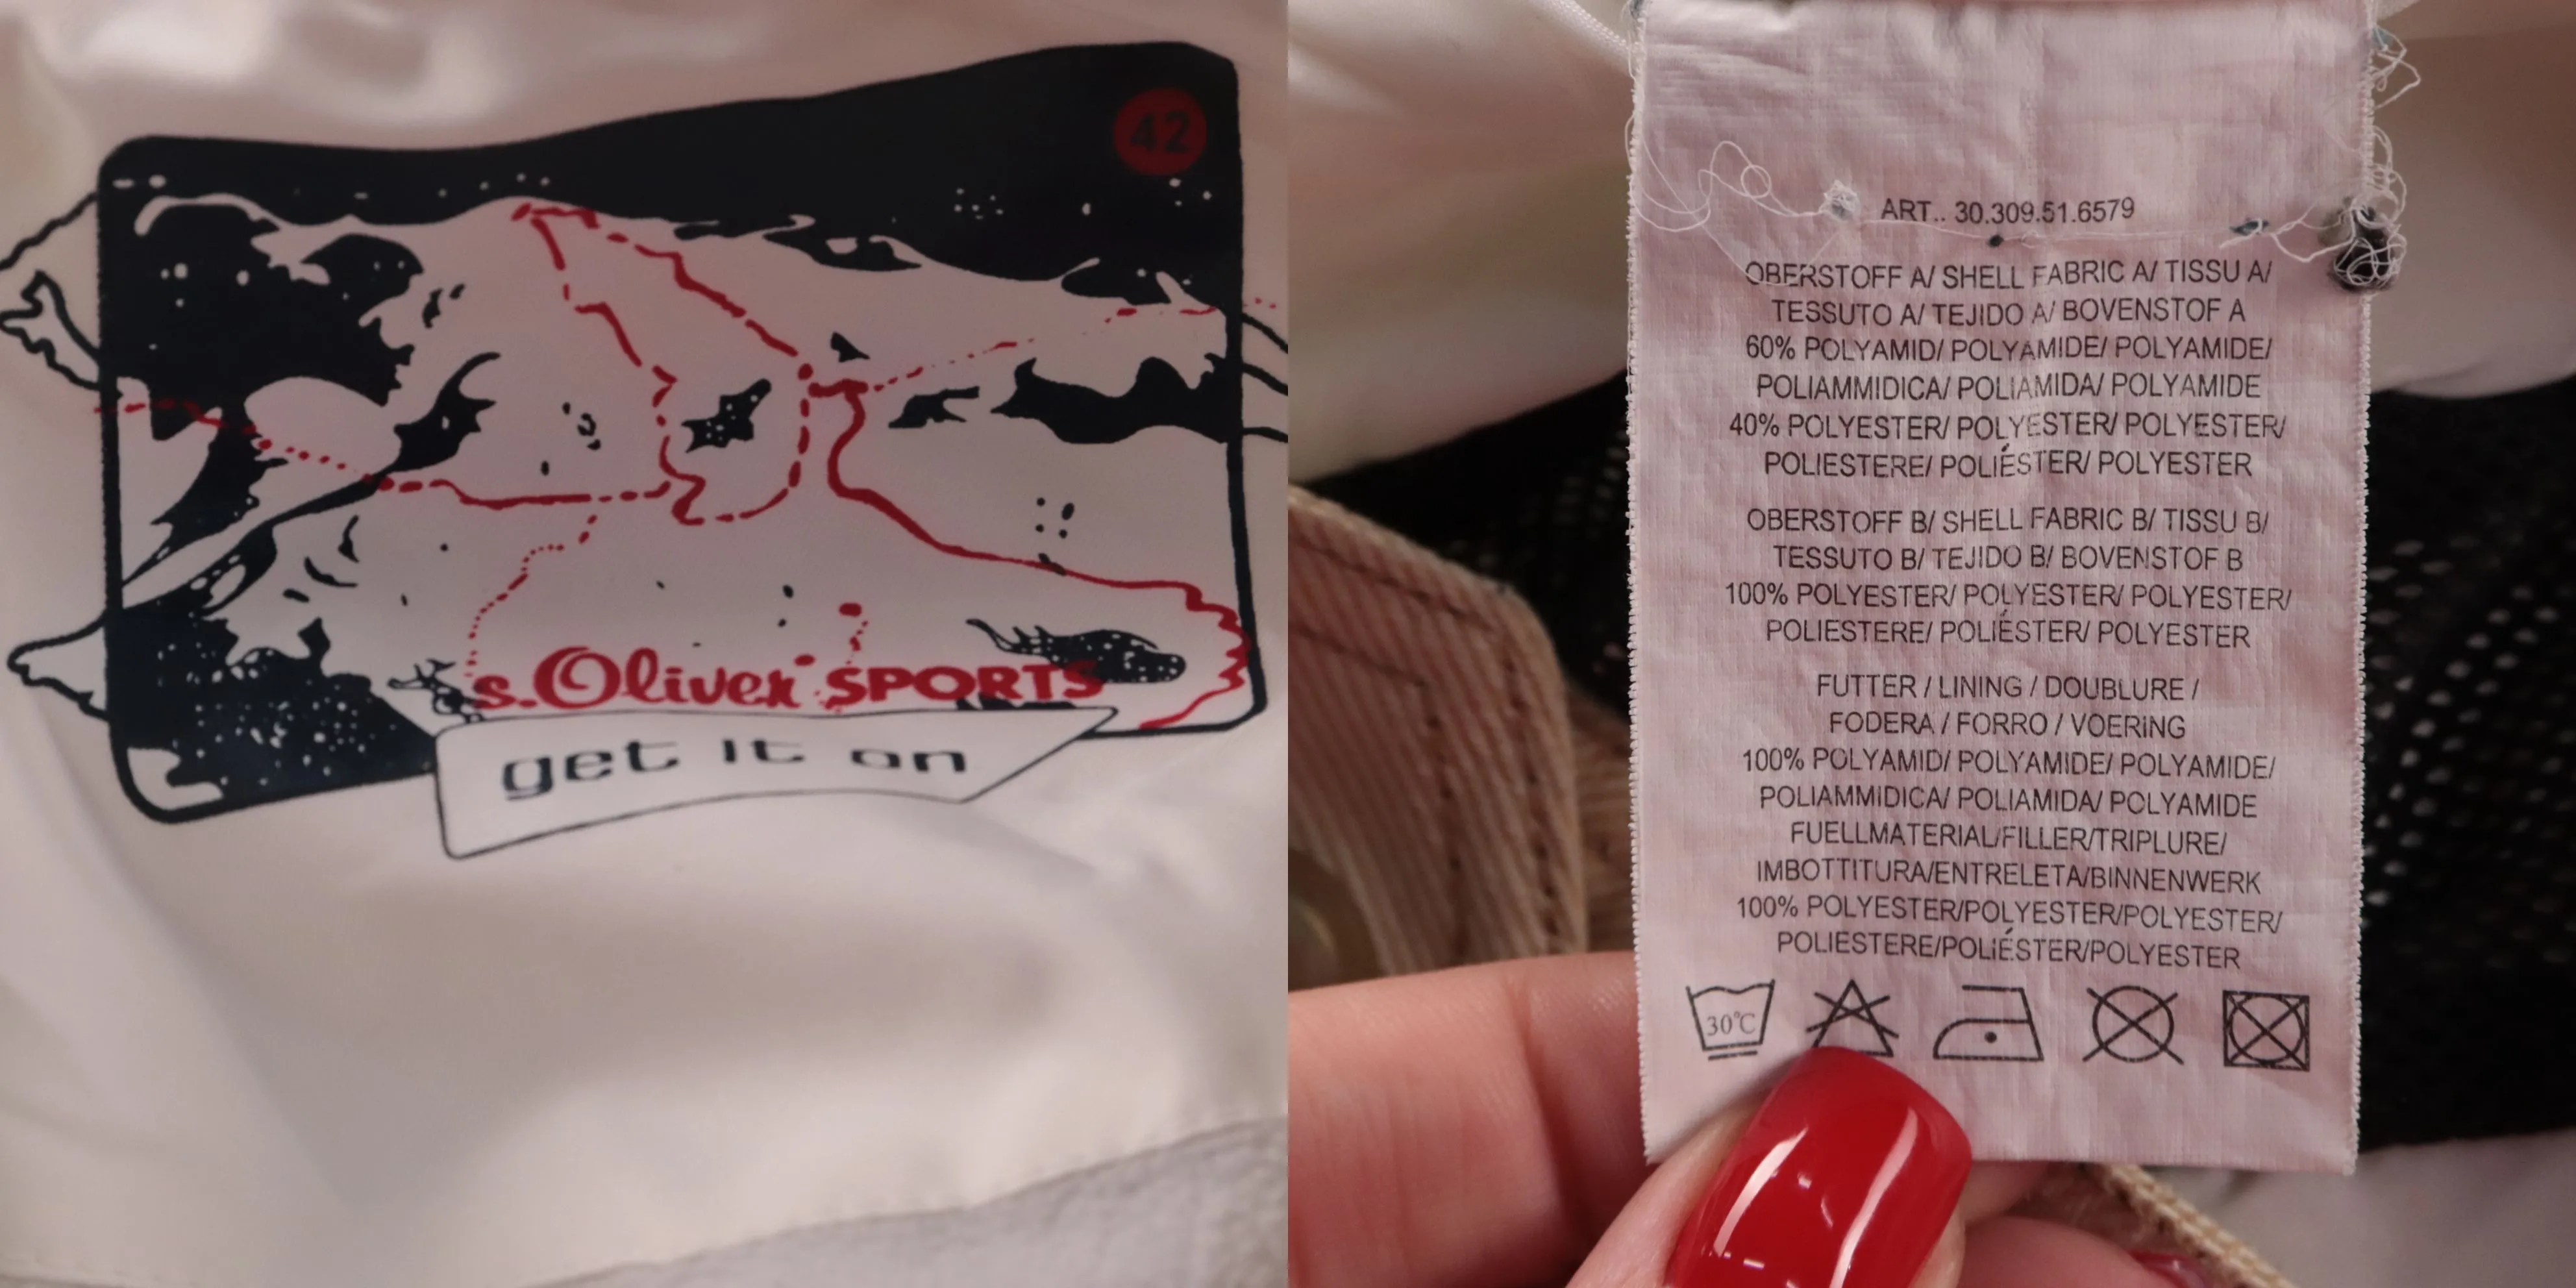 42
s.Oliver SPORTS
get it on
ART.. 30.309.51.6579
OBERSTOFF A/ SHELL FABRIC A/ TISSU A/
TESSUTO A/ TEJIDO A/ BOVENSTOF A
60% POLYAMID/ POLYAMIDE/ POLYAMIDE/
POLIAMMIDICA/ POLIAMIDA/ POLYAMIDE
40% POLYESTER/ POLYESTER/ POLYESTER/
POLIESTERE/ POLIÉSTER/ POLYESTER
OBERSTOFF B/ SHELL FABRIC B/ TISSU B/
TESSUTO B/ TEJIDO B/ BOVENSTOF B
100% POLYESTER/ POLYESTER/ POLYESTER/
POLIESTERE/ POLIÉSTER/ POLYESTER
FUTTER / LINING / DOUBLURE /
FODERA / FORRO / VOERING
100% POLYAMID/ POLYAMIDE/ POLYAMIDE/
POLIAMMIDICA/ POLIAMIDA/ POLYAMIDE
FUELLMATERIAL/FILLER/TRIPLURE/
IMBOTTITURA/ENTRELETA/BINNENWERK
100% POLYESTER/POLYESTER/POLYESTER/
POLIESTERE/POLIÉSTER/POLYESTER
30°C